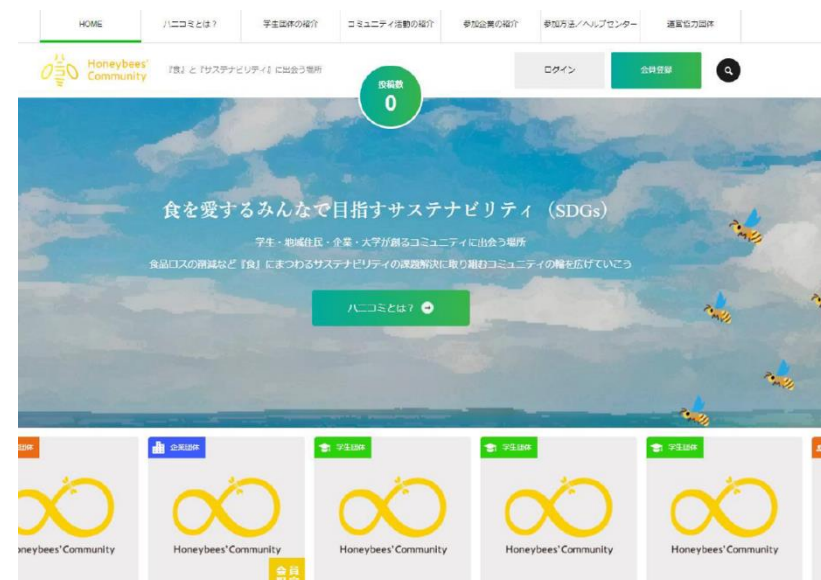 HOME ハニコミとは? 学生団体の紹介 コミュニティ活動の紹介 参加企業の紹介 参加方法/ヘルプセンター 運営協力団体
Honeybees' Community
『食』と『サステナビリティ』に出会う場所
投稿数
0
ログイン
会員登録
食を愛するみんなで目指すサステナビリティ(SDGs)
学生・地域住民・企業・大学が創るコミュニティに出会う場所
食品ロスの削減など『食』にまつわるサステナビリティの課題解決に取り組むコミュニティの輪を広げていこう
ハニコミとは?
団体 企業団体 学生団体 学生団体 学生団体
neybees'Community Honeybees'Community Honeybees'Community Honeybees'Community Honeybees'Community
会員